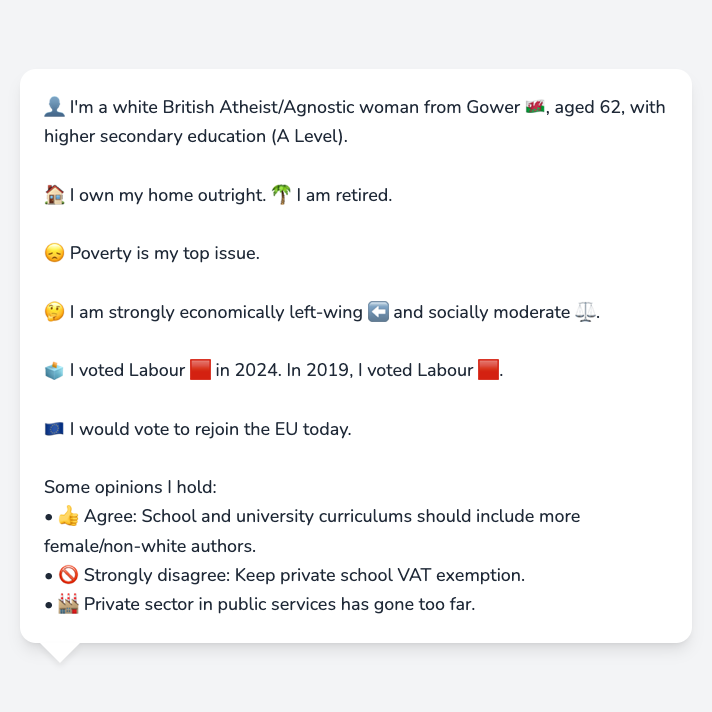 👤 I'm a white British Atheist/Agnostic woman from Gower 🏴󠁧󠁢󠁷󠁬󠁳󠁿, aged 62, with
higher secondary education (A Level).
🏠 I own my home outright. 🌴 I am retired.
😞 Poverty is my top issue.
🤔 I am strongly economically left-wing ⬅️ and socially moderate ⚖️.
🗳️ I voted Labour 🟥 in 2024. In 2019, I voted Labour 🟥.
🇪🇺 I would vote to rejoin the EU today.
Some opinions I hold:
• 👍 Agree: School and university curriculums should include more
female/non-white authors.
• 🚫 Strongly disagree: Keep private school VAT exemption.
• 🏭 Private sector in public services has gone too far.